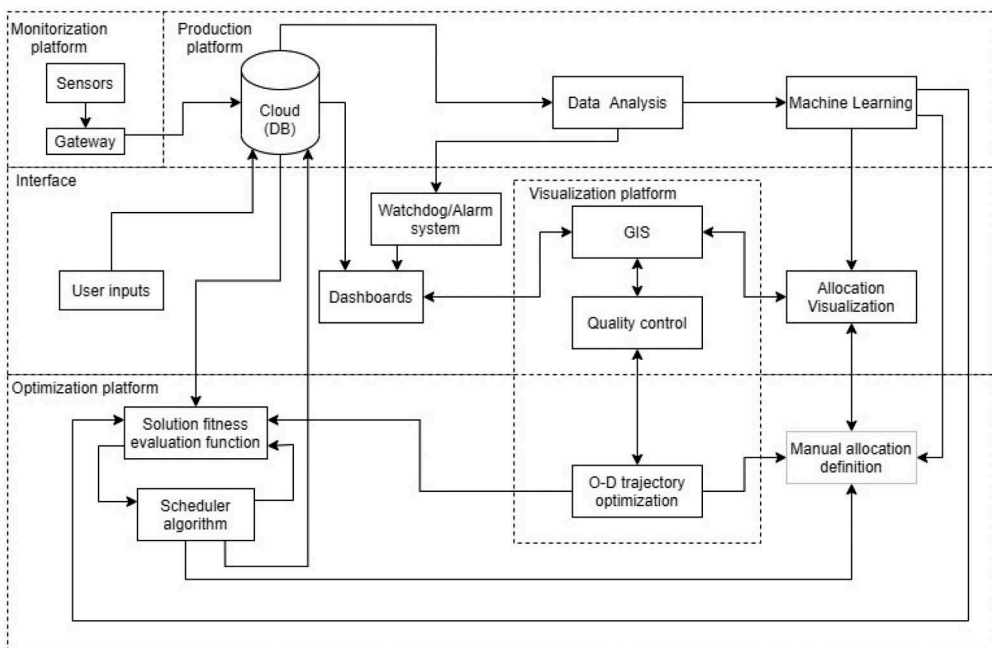 Monitorization
platform
Sensors
Gateway
Production
platform
Cloud
(DB)
Data Analysis
Machine Learning
Interface
User inputs
Watchdog/Alarm
system
Dashboards
Visualization platform
GIS
Quality control
Allocation
Visualization
Optimization platform
Solution fitness
evaluation function
Scheduler
algorithm
O-D trajectory
optimization
Manual allocation
definition